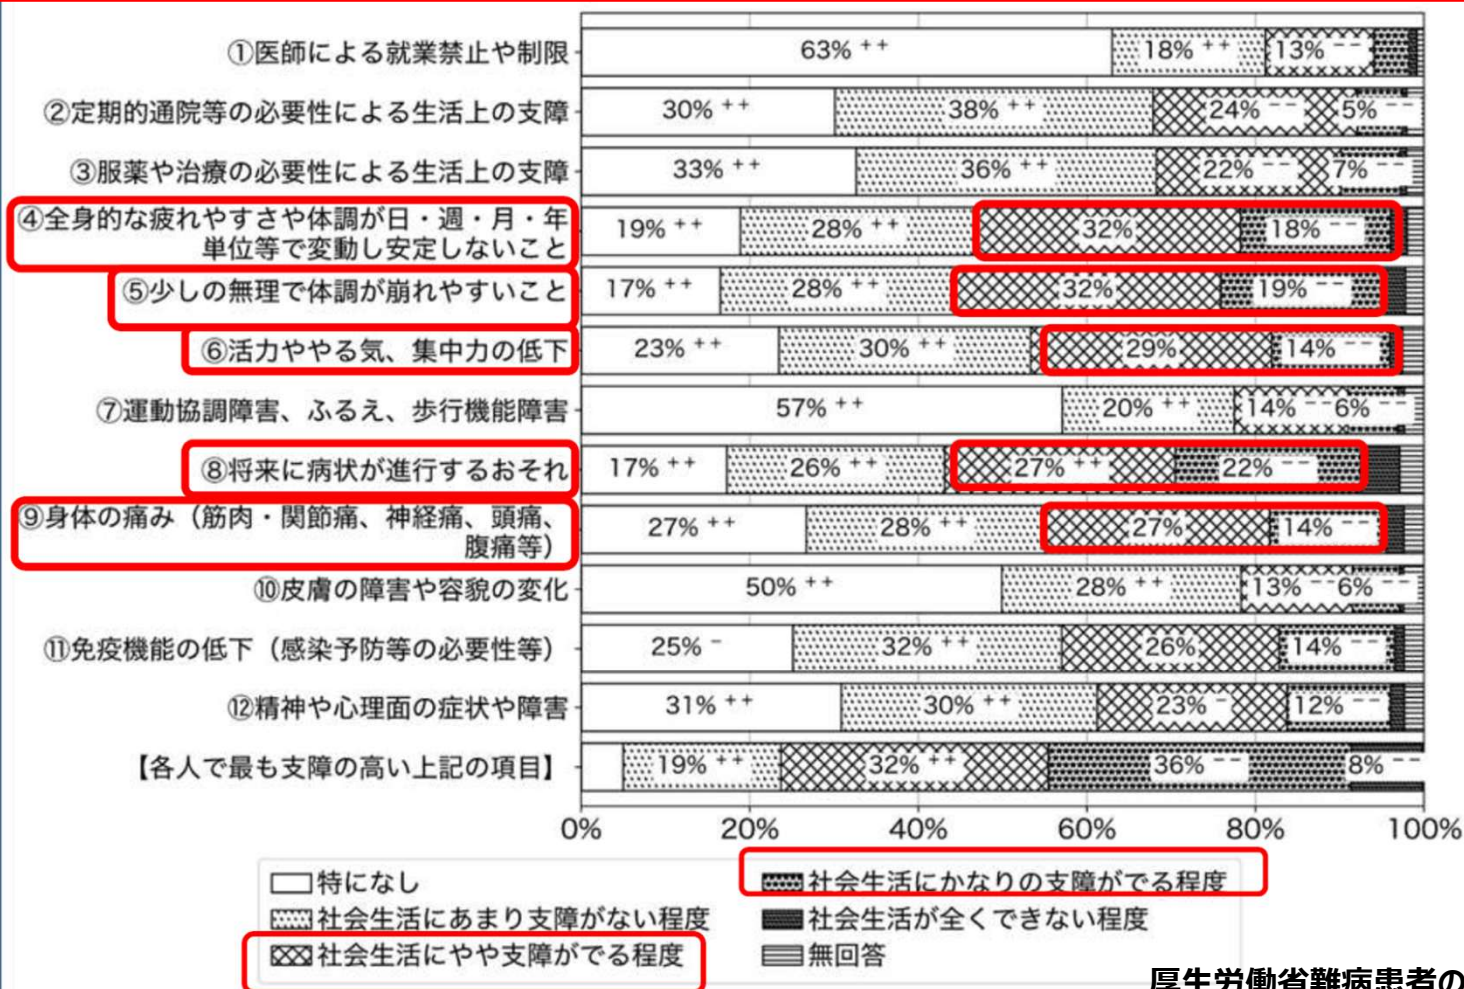 ①医師による就業禁止や制限
63% ++ 18% ++ 13% --
②定期的通院等の必要性による生活上の支障
30% ++ 38% ++ 24% -- 5% --
③服薬や治療の必要性による生活上の支障
33% ++ 36% ++ 22% -- 7% --
④全身的な疲れやすさや体調が日・週・月・年
単位等で変動し安定しないこと
19% ++ 28% ++ 32% 18% --
⑤少しの無理で体調が崩れやすいこと
17% ++ 28% ++ 32% 19% --
⑥活力ややる気、集中力の低下
23% ++ 30% ++ 29% 14% --
⑦運動協調障害、ふるえ、歩行機能障害
57% ++ 20% ++ 14% -- 6% --
⑧将来に病状が進行するおそれ
17% ++ 26% ++ 27% ++ 22% --
⑨身体の痛み（筋肉・関節痛、神経痛、頭痛、
腹痛等）
27% ++ 28% ++ 27% 14% --
⑩皮膚の障害や容貌の変化
50% ++ 28% ++ 13% -- 6% --
⑪免疫機能の低下（感染予防等の必要性等）
25% - 32% ++ 26% 14% --
⑫精神や心理面の症状や障害
31% ++ 30% ++ 23% - 12% --
【各人で最も支障の高い上記の項目】
19% ++ 32% ++ 36% -- 8% --
0% 20% 40% 60% 80% 100%
特になし
社会生活にあまり支障がない程度
社会生活にやや支障がでる程度
社会生活にかなりの支障がでる程度
社会生活が全くできない程度
無回答
厚生労働省難病患者の